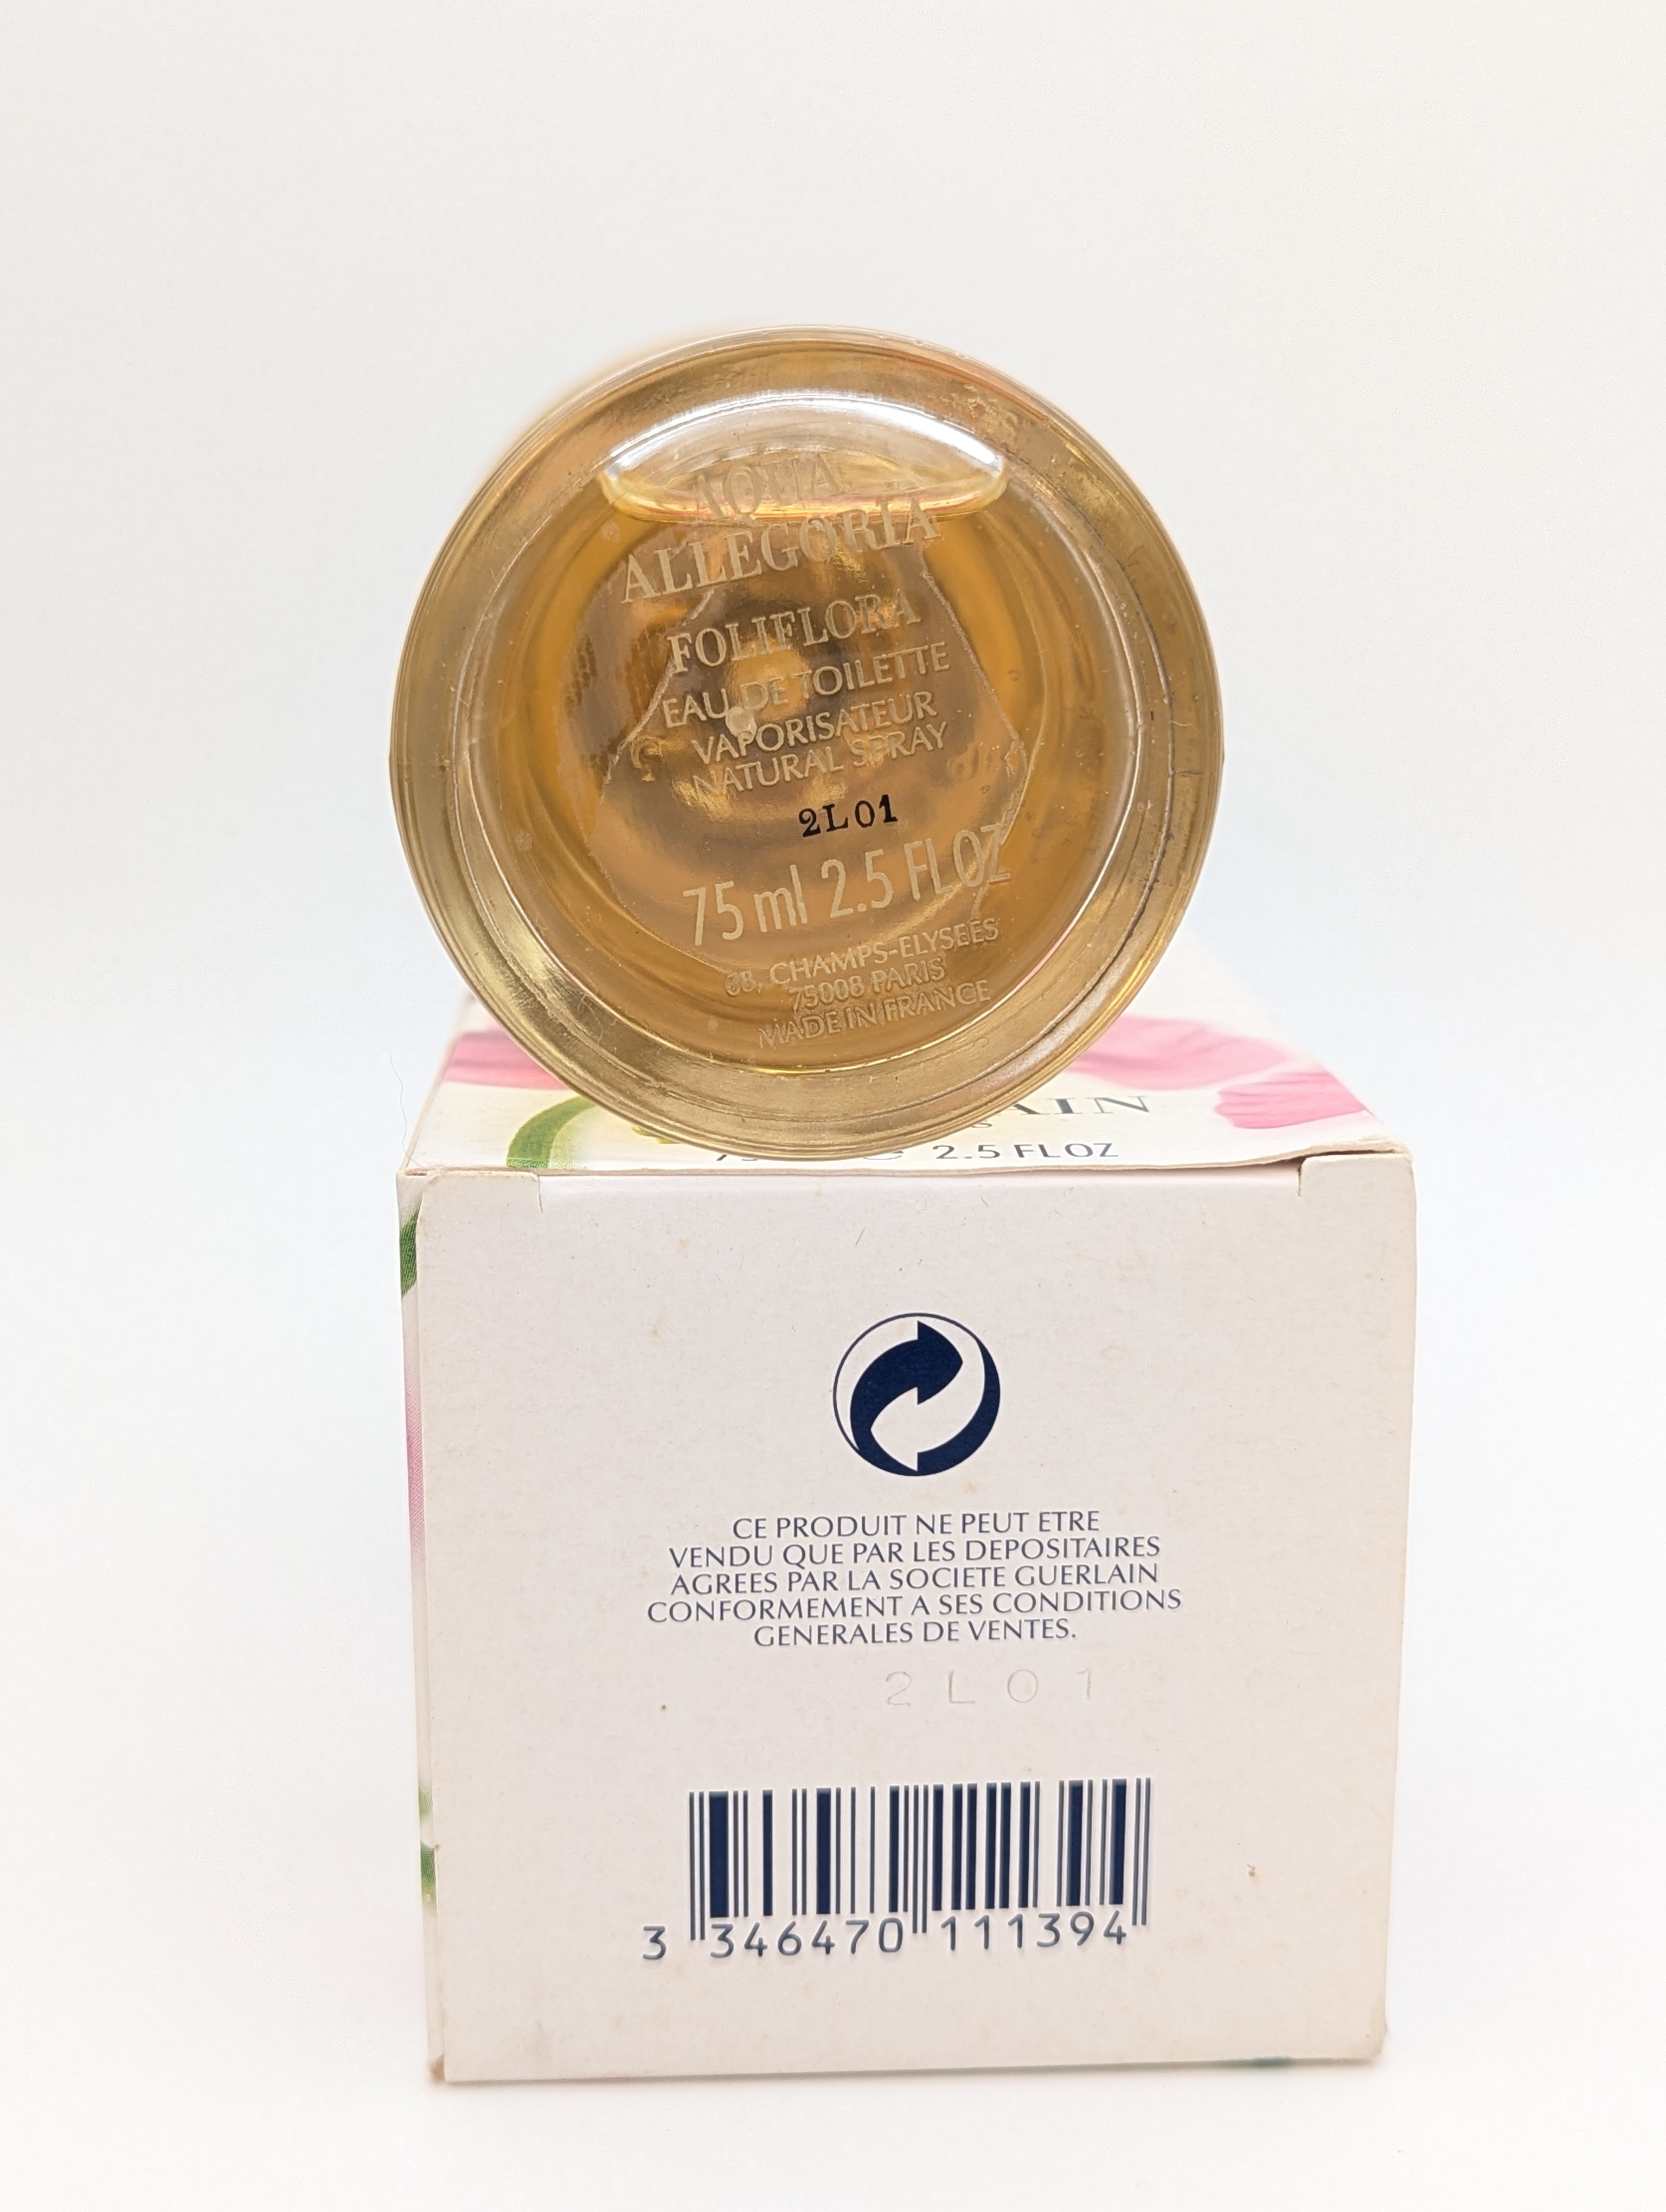 AQUA
ALLEGORIA
FOLIFLORA
EAU DE TOILETTE
VAPORISATEUR
NATURAL SPRAY
2L01
75 ml 2.5 FL OZ
68, CHAMPS-ELYSEES
75008 PARIS
MADE IN FRANCE
2.5 FL OZ
CE PRODUIT NE PEUT ETRE
VENDU QUE PAR LES DEPOSITAIRES
AGREES PAR LA SOCIETE GUERLAIN
CONFORMEMENT A SES CONDITIONS
GENERALES DE VENTES.
2L01
3 346470 111394